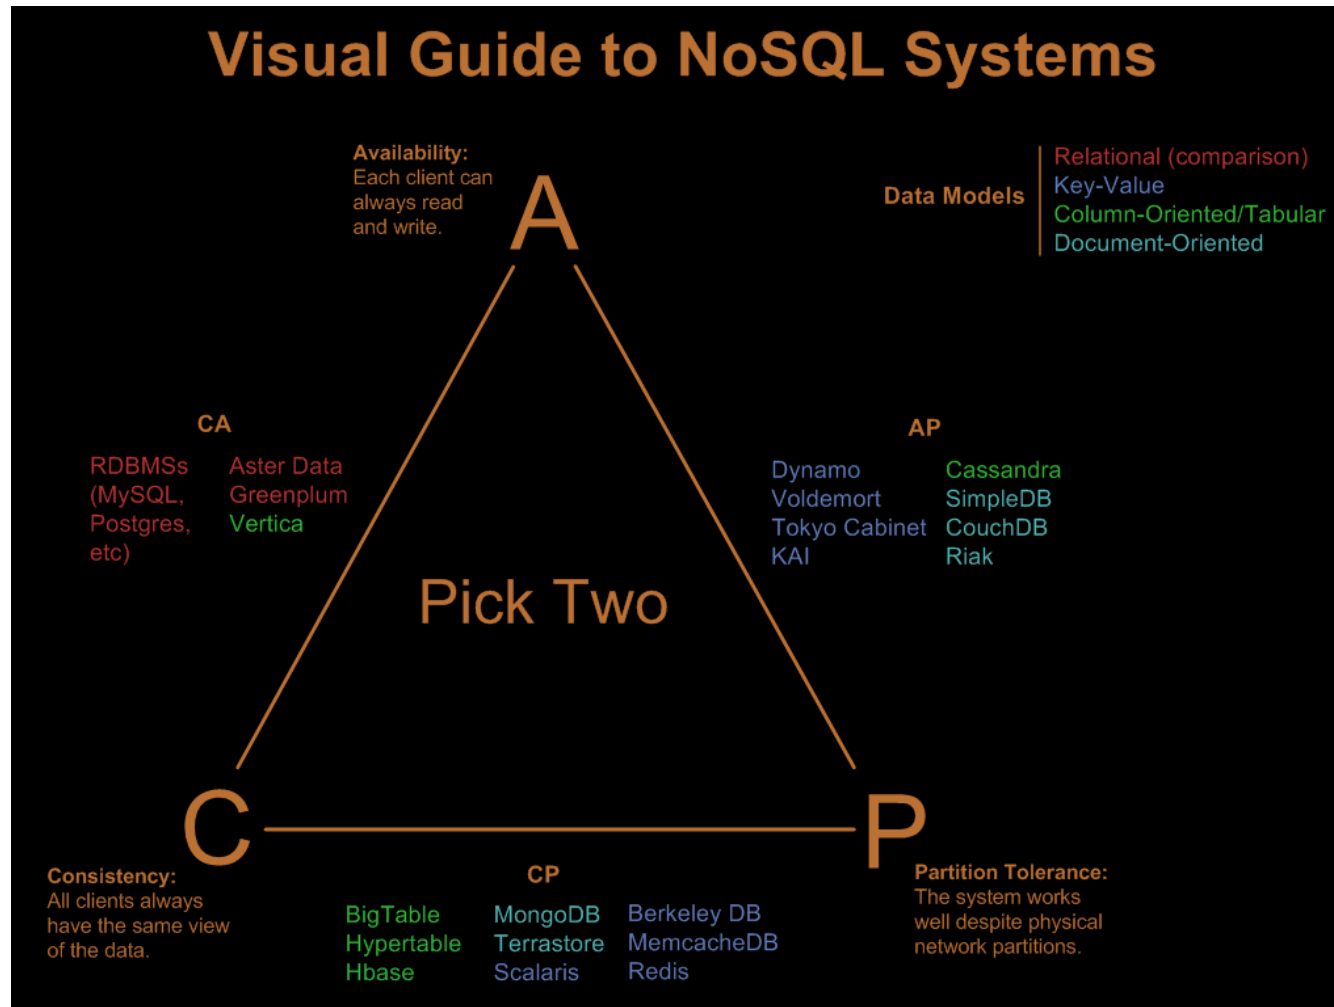 Visual Guide to NoSQL Systems
Availability:
Each client can
always read
and write.
A
Data Models
Relational (comparison)
Key-Value
Column-Oriented/Tabular
Document-Oriented
CA
RDBMSs
(MySQL,
Postgres,
etc)
Aster Data
Greenplum
Vertica
AP
Dynamo
Voldemort
Tokyo Cabinet
KAI
Cassandra
SimpleDB
CouchDB
Riak
Pick Two
C
Consistency:
All clients always
have the same view
of the data.
CP
BigTable
Hypertable
Hbase
MongoDB
Terrastore
Scalaris
Berkeley DB
MemcacheDB
Redis
P
Partition Tolerance:
The system works
well despite physical
network partitions.